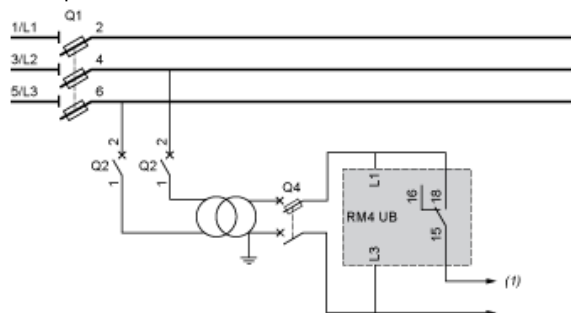 Q1
1/L1 2
3/L2 4
5/L3 6
2 2
Q2 Q2
1 1
Q4
L1 16 18
RM4 UB
L3 15
(1)